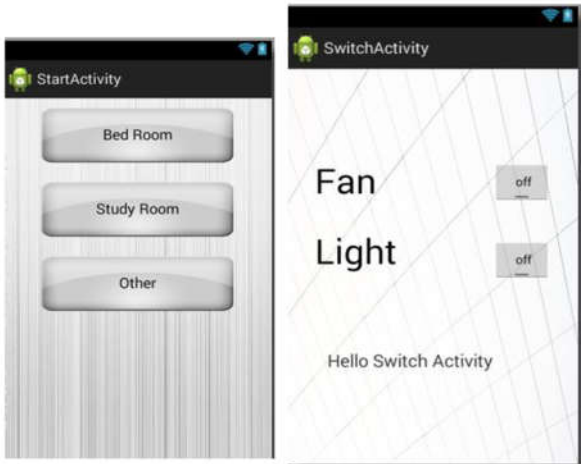 StartActivity
Bed Room
Study Room
Other
SwitchActivity
Fan
off
Light
off
Hello Switch Activity